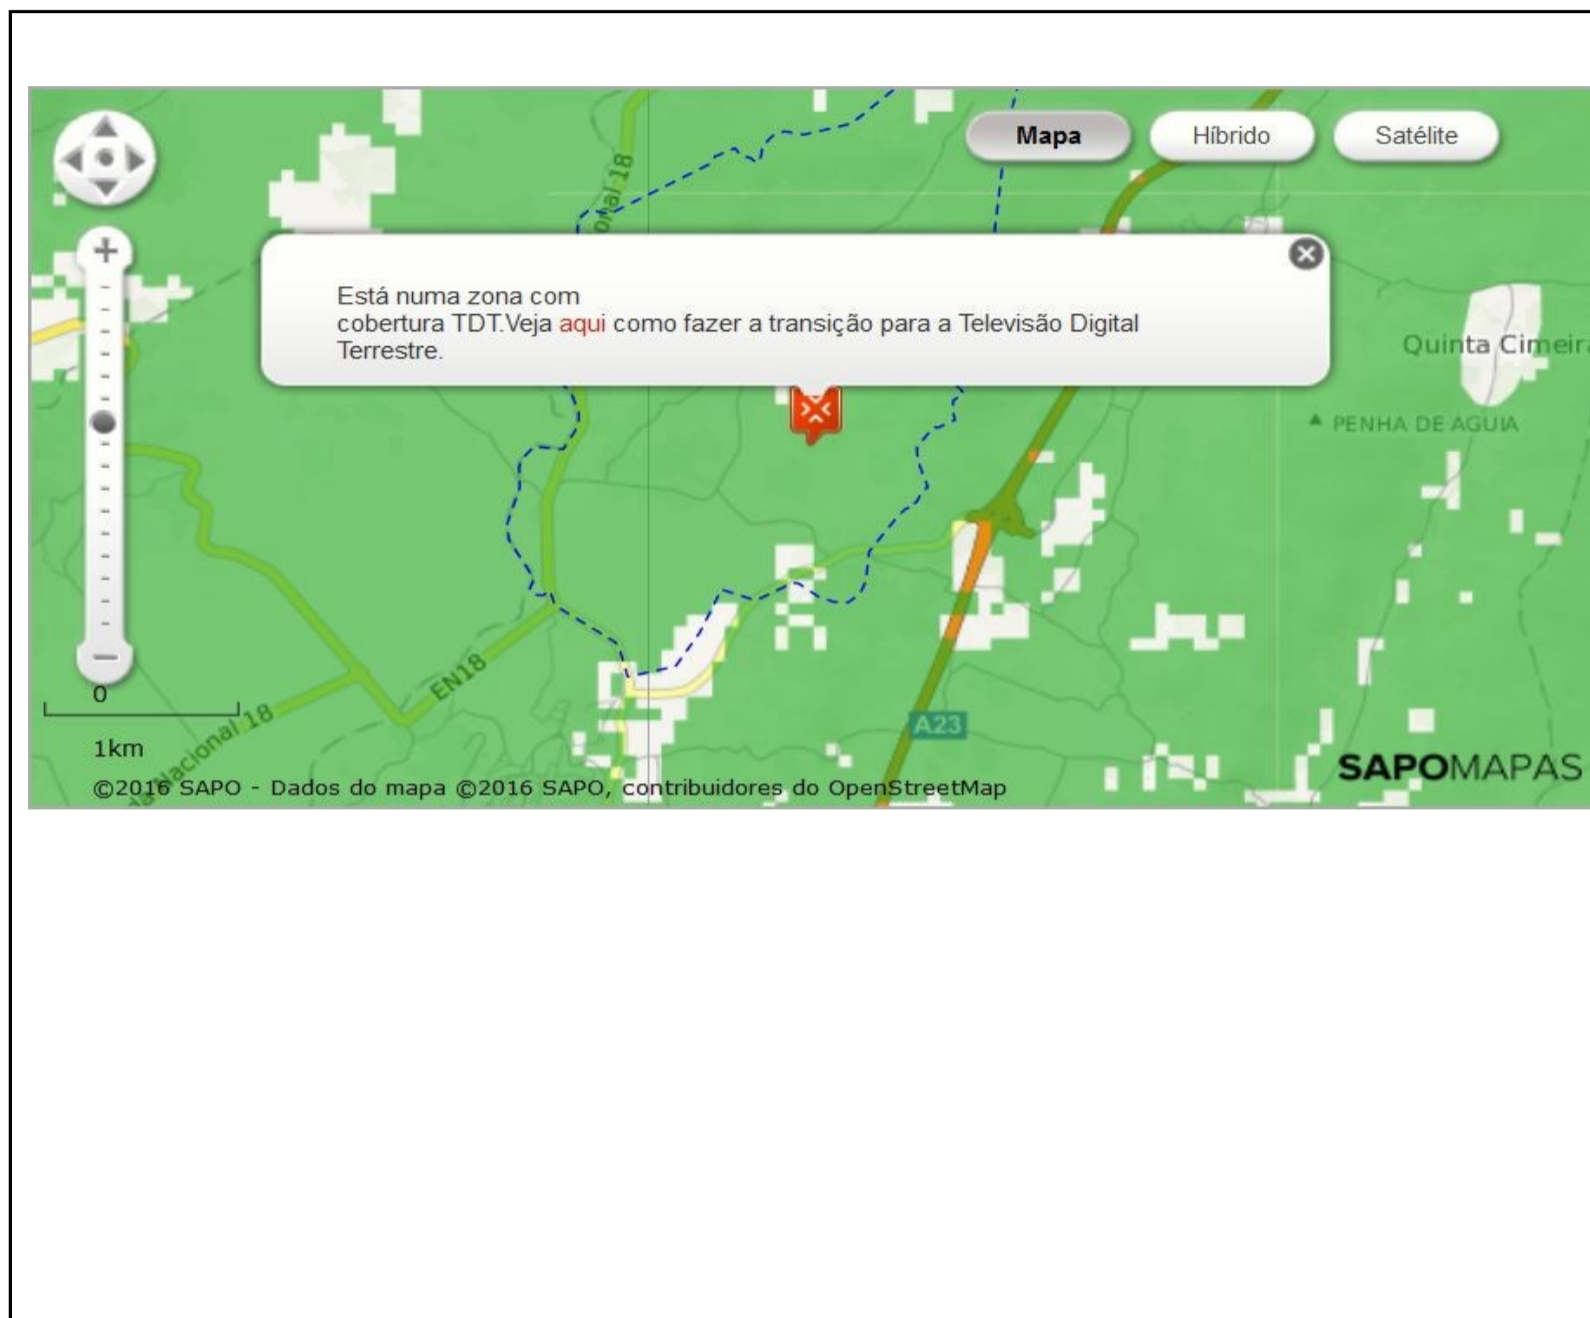 Mapa
Híbrido
Satélite
onal 18
Está numa zona com
cobertura TDT.Veja aqui como fazer a transição para a Televisão Digital
Terrestre.
Quinta Cimeira
PENHA DE AGUIA
EN18
Nacional 18
A23
0
1km
SAPOMAPAS
©2016 SAPO - Dados do mapa ©2016 SAPO, contribuidores do OpenStreetMap